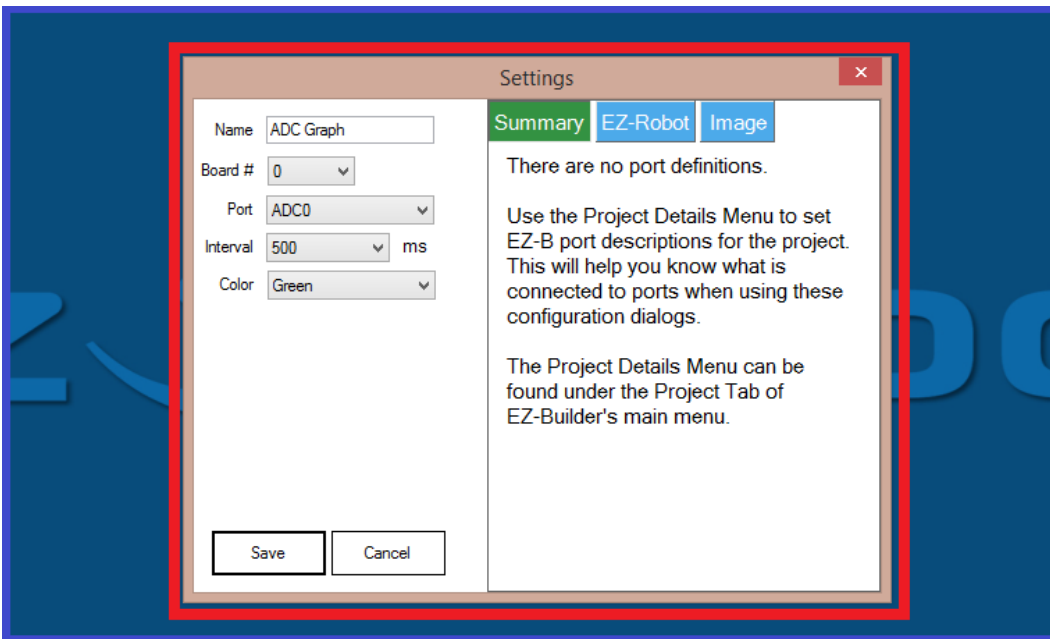 Settings
×
Name ADC Graph
Board # 0
Port ADC0
Interval 500 ms
Color Green
Save Cancel
Summary EZ-Robot Image
There are no port definitions.
Use the Project Details Menu to set
EZ-B port descriptions for the project.
This will help you know what is
connected to ports when using these
configuration dialogs.
The Project Details Menu can be
found under the Project Tab of
EZ-Builder's main menu.